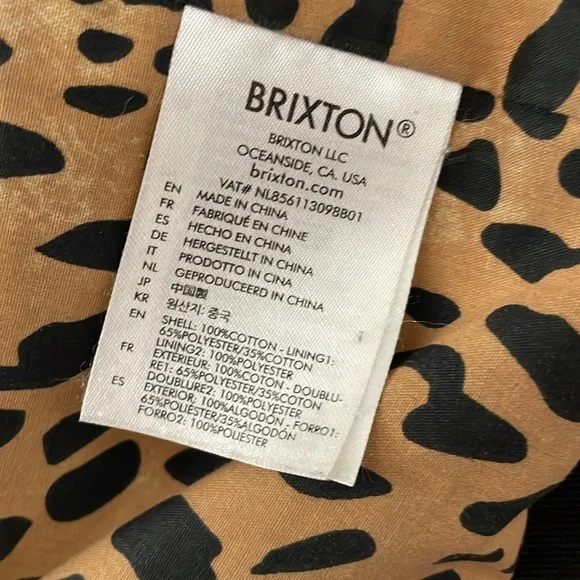 BRIXTON®
BRIXTON LLC
OCEANSIDE, CA. USA
brixton.com
VAT# NL856113098B01
EN MADE IN CHINA
FR FABRIQUÉ EN CHINE
ES HECHO EN CHINA
DE HERGESTELLT IN CHINA
IT PRODOTTO IN CINA
NL GEPRODUCEERD IN CHINA
JP 中国製
KR 원산지: 중국
EN SHELL: 100%COTTON - LINING1:
65%POLYESTER/35%COTTON
LINING2: 100%POLYESTER
FR EXTERIEUR: 100%COTON - DOUBLU-
RE1: 65%POLYESTER/35%COTON
DOUBLURE2: 100%POLYESTER
ES EXTERIOR: 100%ALGODON - FORRO1:
65%POLIÉSTER/35%ALGODÓN
FORRO2: 100%POLIÉSTER